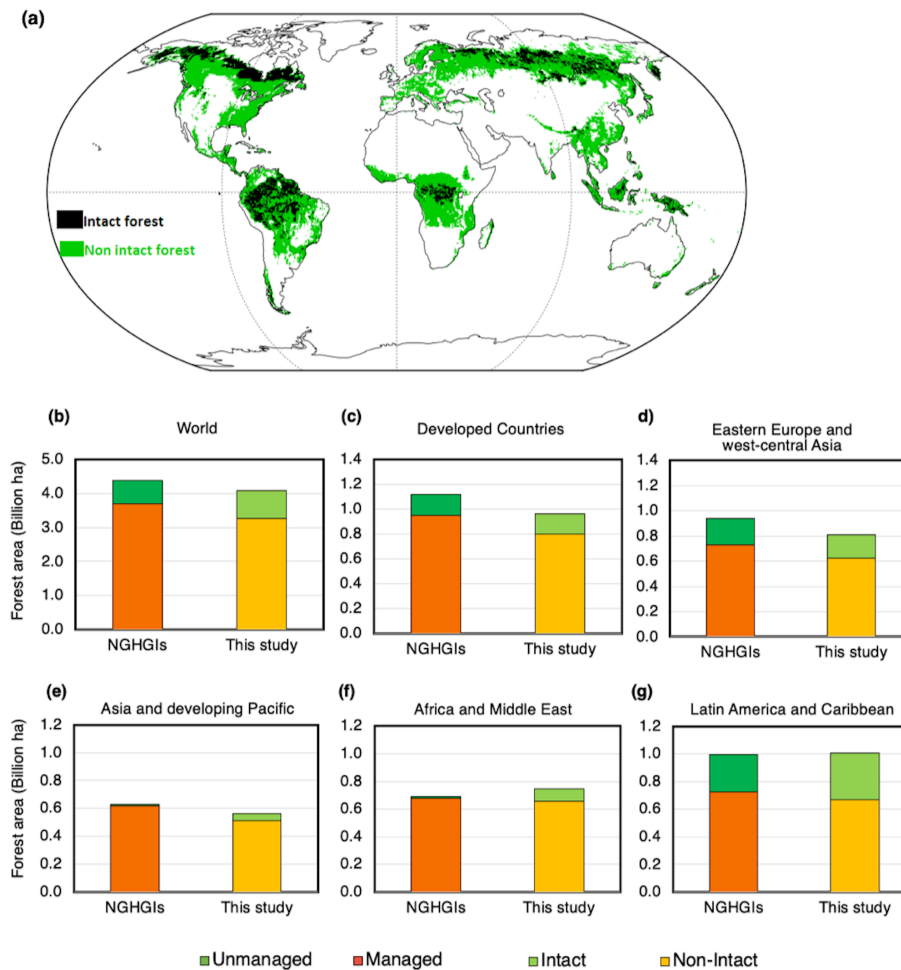 (a)
Intact forest
Non intact forest
(b)
World
Forest area (Billion ha)
5.0
4.0
3.0
2.0
1.0
0.0
NGHGIs
This study
(c)
Developed Countries
1.4
1.2
1.0
0.8
0.6
0.4
0.2
0.0
NGHGIs
This study
d)
Eastern Europe and
west-central Asia
1.4
1.2
1.0
0.8
0.6
0.4
0.2
0.0
NGHGIs
This study
(e)
Asia and developing Pacific
Forest area (Billion ha)
1.2
1.0
0.8
0.6
0.4
0.2
0.0
NGHGIs
This study
(f)
Africa and Middle East
1.2
1.0
0.8
0.6
0.4
0.2
0.0
NGHGIs
This study
(g)
Latin America and Caribbean
1.2
1.0
0.8
0.6
0.4
0.2
0.0
NGHGIs
This study
Unmanaged
Managed
Intact
Non-Intact